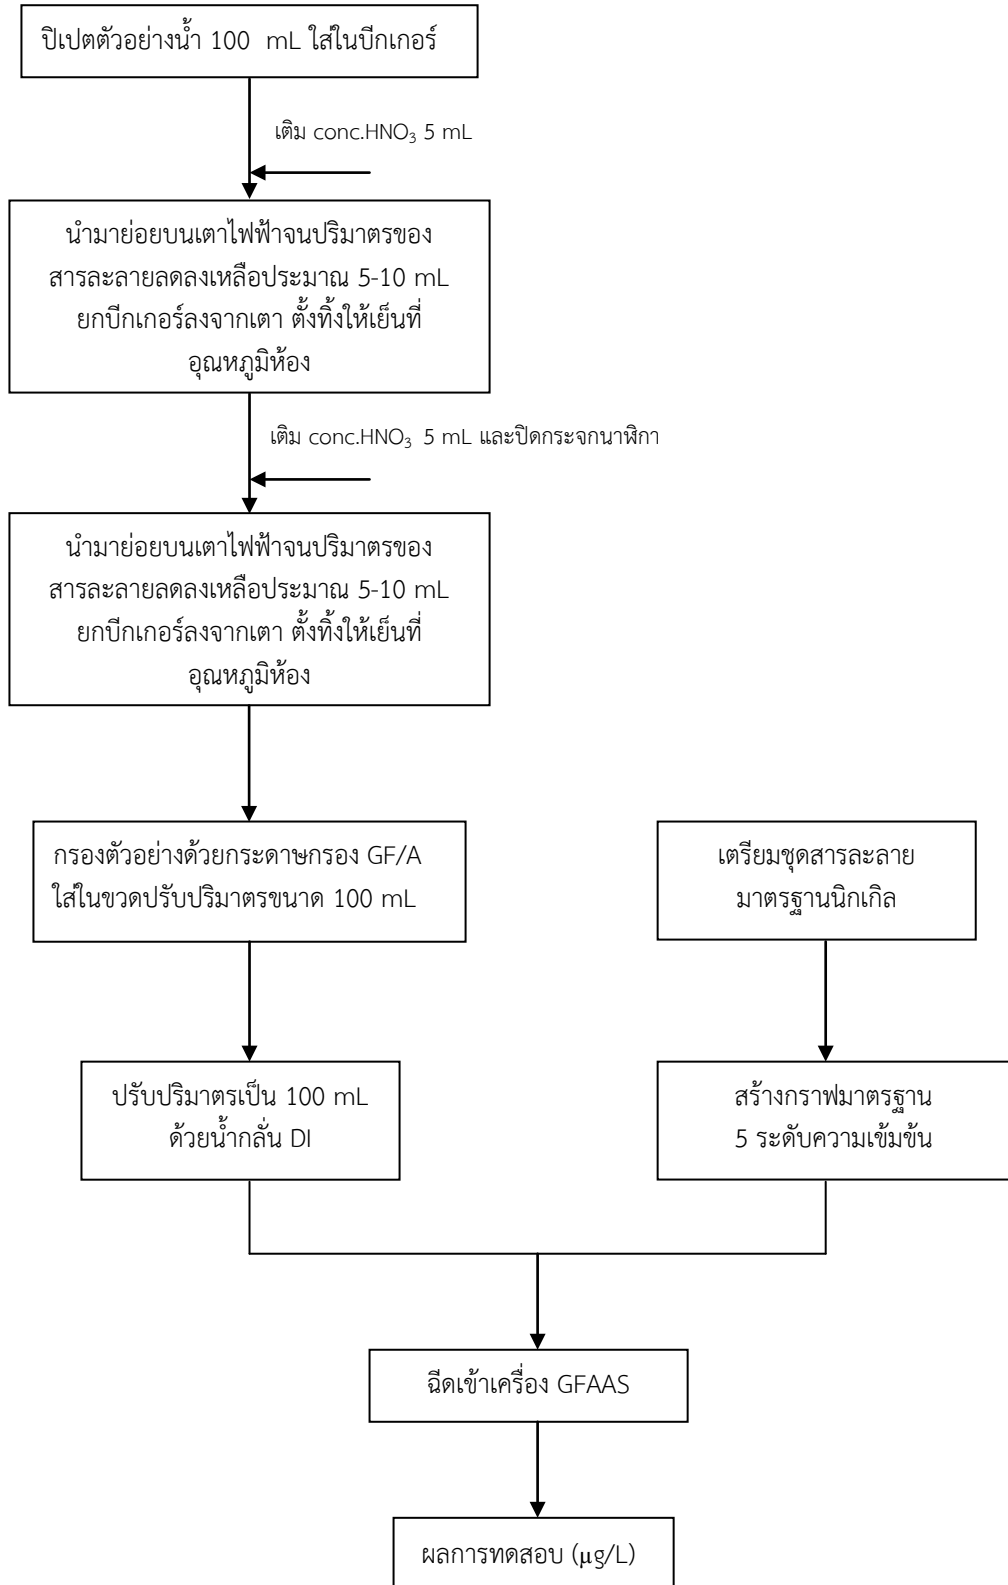 ปิเปตตัวอย่างน้ำ 100 mL ใส่ในบีกเกอร์
เติม conc.HNO₃ 5 mL
นำมาย่อยบนเตาไฟฟ้าจนปริมาตรของ
สารละลายลดลงเหลือประมาณ 5-10 mL
ยกบีกเกอร์ลงจากเตา ตั้งทิ้งให้เย็นที่
อุณหภูมิห้อง
เติม conc.HNO₃ 5 mL และปิดกระจกนาฬิกา
นำมาย่อยบนเตาไฟฟ้าจนปริมาตรของ
สารละลายลดลงเหลือประมาณ 5-10 mL
ยกบีกเกอร์ลงจากเตา ตั้งทิ้งให้เย็นที่
อุณหภูมิห้อง
กรองตัวอย่างด้วยกระดาษกรอง GF/A
ใส่ในขวดปรับปริมาตรขนาด 100 mL
เตรียมชุดสารละลาย
มาตรฐานนิกเกิล
ปรับปริมาตรเป็น 100 mL
ด้วยน้ำกลั่น DI
สร้างกราฟมาตรฐาน
5 ระดับความเข้มข้น
ฉีดเข้าเครื่อง GFAAS
ผลการทดสอบ (µg/L)